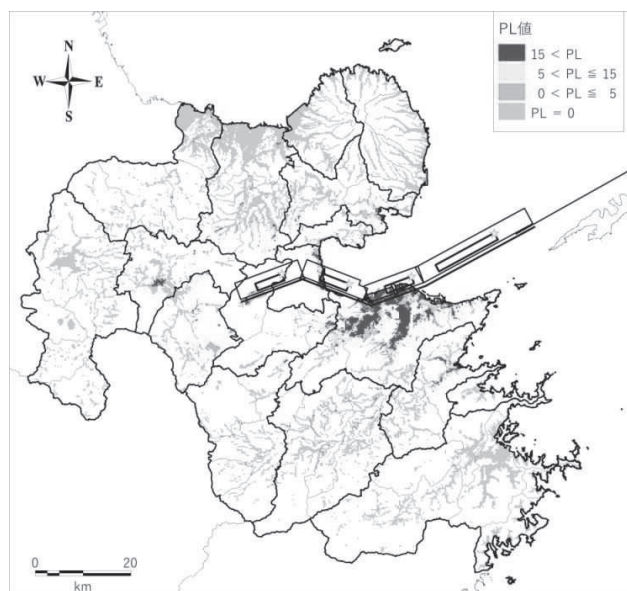 PL値
15 < PL
5 < PL ≦ 15
0 < PL ≦ 5
PL = 0
N
W E
S
0 20
km